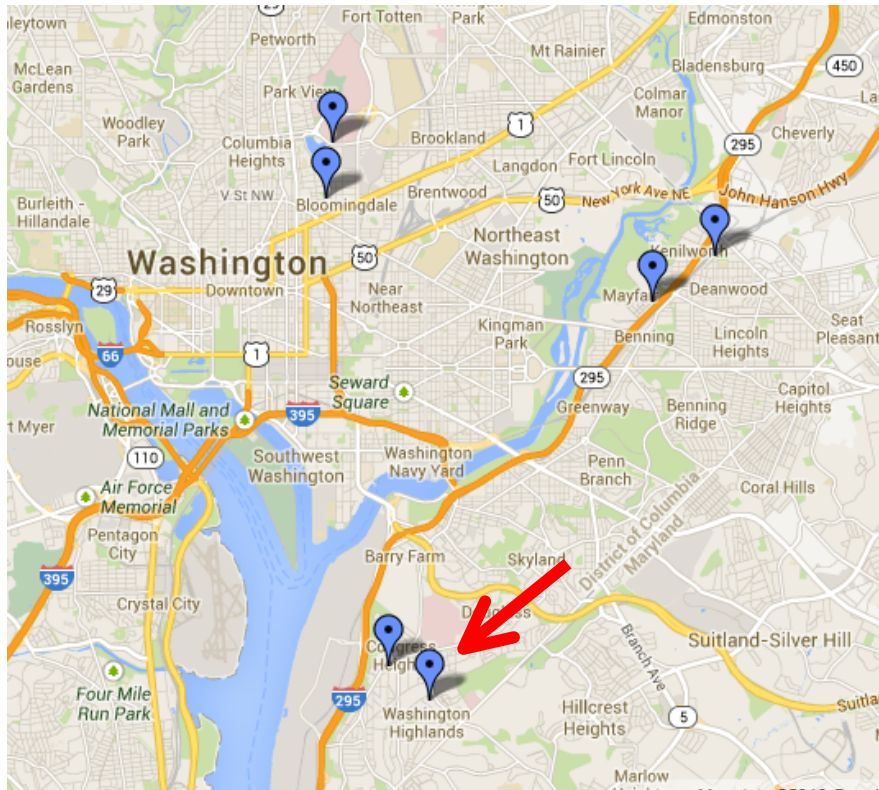 Fort Totten
Park
Edmonston
Petworth
Mt Rainier
Bladensburg
450
McLean
Gardens
Park View
Colmar
Manor
Woodley
Park
1
Columbia
Heights
Brookland
295
Cheverly
Langdon
Fort Lincoln
V St NW
Brentwood
50
New York Ave NE
John Hanson Hwy
Burleith -
Hillandale
Bloomingdale
Northeast
Washington
Kenilworth
Washington
50
29
Downtown
Near
Northeast
Deanwood
Rosslyn
Kingman
Park
Benning
Lincoln
Heights
Seat
Pleasant
66
1
295
Seward
Square
Capitol
Heights
National Mall and
Memorial Parks
395
Greenway
Benning
Ridge
110
Southwest
Washington
Washington
Navy Yard
Penn
Branch
Coral Hills
Air Force
Memorial
Pentagon
City
District of Columbia
Maryland
Barry Farm
Skyland
395
Crystal City
Congress
Heights
Suitland-Silver Hill
Branch Ave
Four Mile
Run Park
295
Washington
Highlands
Hillcrest
Heights
5
Marlow